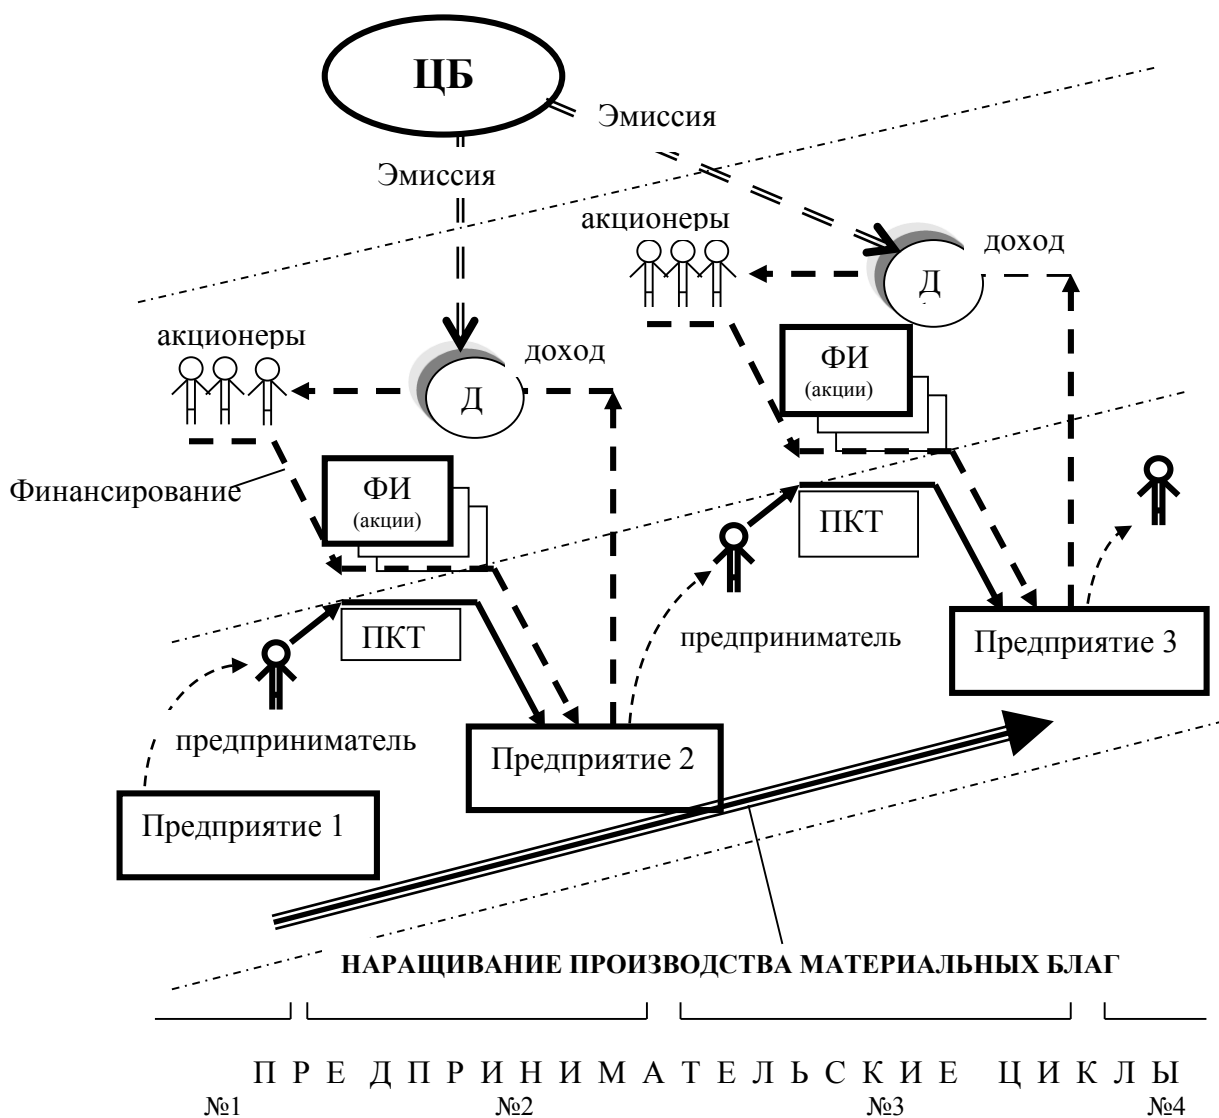 ЦБ
Эмиссия
Эмиссия
акционеры
доход
Д
ФИ
(акции)
акционеры
доход
Д
ФИ
(акции)
Финансирование
ПКТ
предприниматель
Предприятие 3
ПКТ
предприниматель
Предприятие 2
Предприятие 1
НАРАЩИВАНИЕ ПРОИЗВОДСТВА МАТЕРИАЛЬНЫХ БЛАГ
П Р Е Д П Р И Н И М А Т Е Л Ь С К И Е Ц И К Л Ы
№1 №2 №3 №4